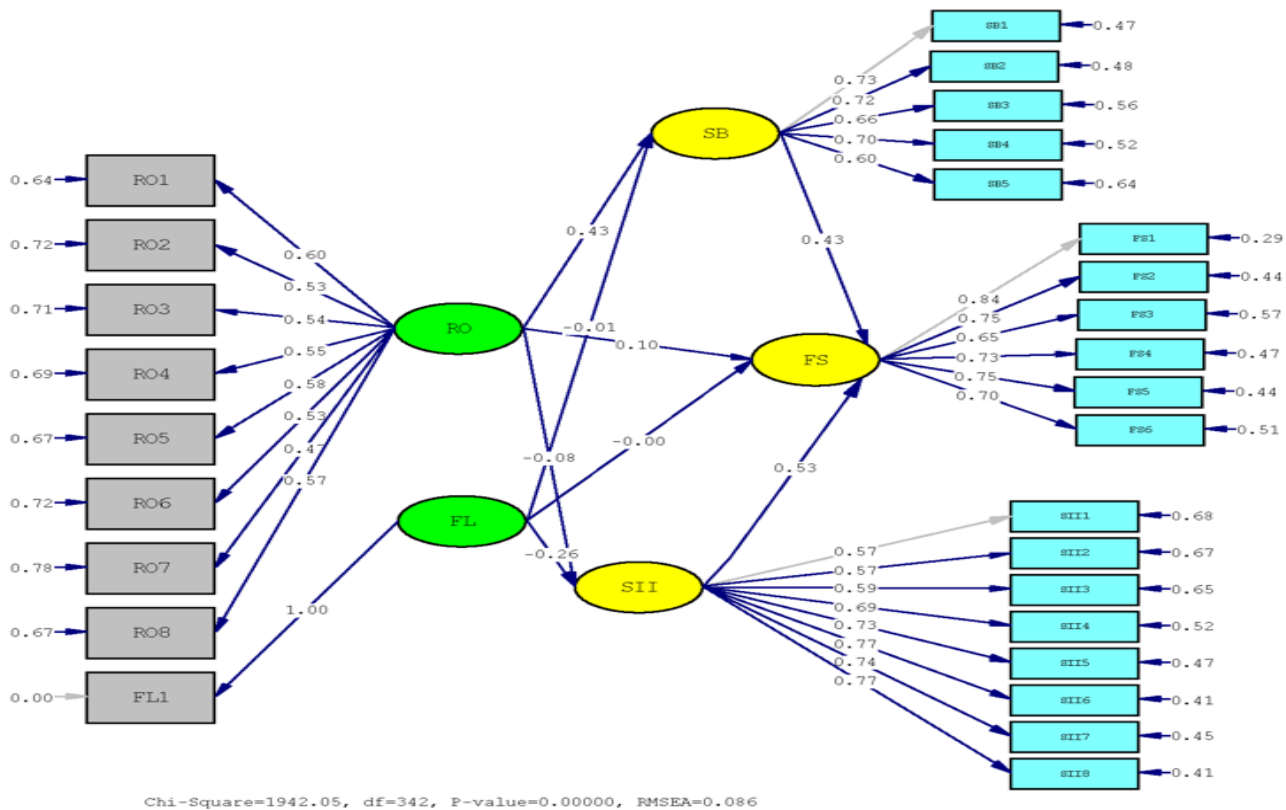 SB1
0.47
SB2
0.48
0.73
0.72
SB3
0.56
0.66
SB
0.70
SB4
0.52
0.60
SB5
0.64
0.64
RO1
0.43
0.43
FS1
0.29
0.72
RO2
0.60
FS2
0.44
0.53
0.84
0.75
0.71
RO3
0.54
RO
-0.01
0.10
FS
0.65
FS3
0.57
0.55
0.73
FS4
0.47
0.69
RO4
0.58
0.75
FS5
0.44
0.70
0.53
FS6
0.51
0.67
RO5
0.47
-0.08
-0.00
0.53
0.57
0.72
RO6
FL
SII1
0.68
-0.26
0.57
SII2
0.67
0.57
0.78
RO7
SII
0.59
SII3
0.65
1.00
0.69
SII4
0.52
0.67
RO8
0.73
0.77
SII5
0.47
0.74
0.77
SII6
0.41
0.00
FL1
SII7
0.45
SII8
0.41
Chi-Square=1942.05, df=342, P-value=0.00000, RMSEA=0.086